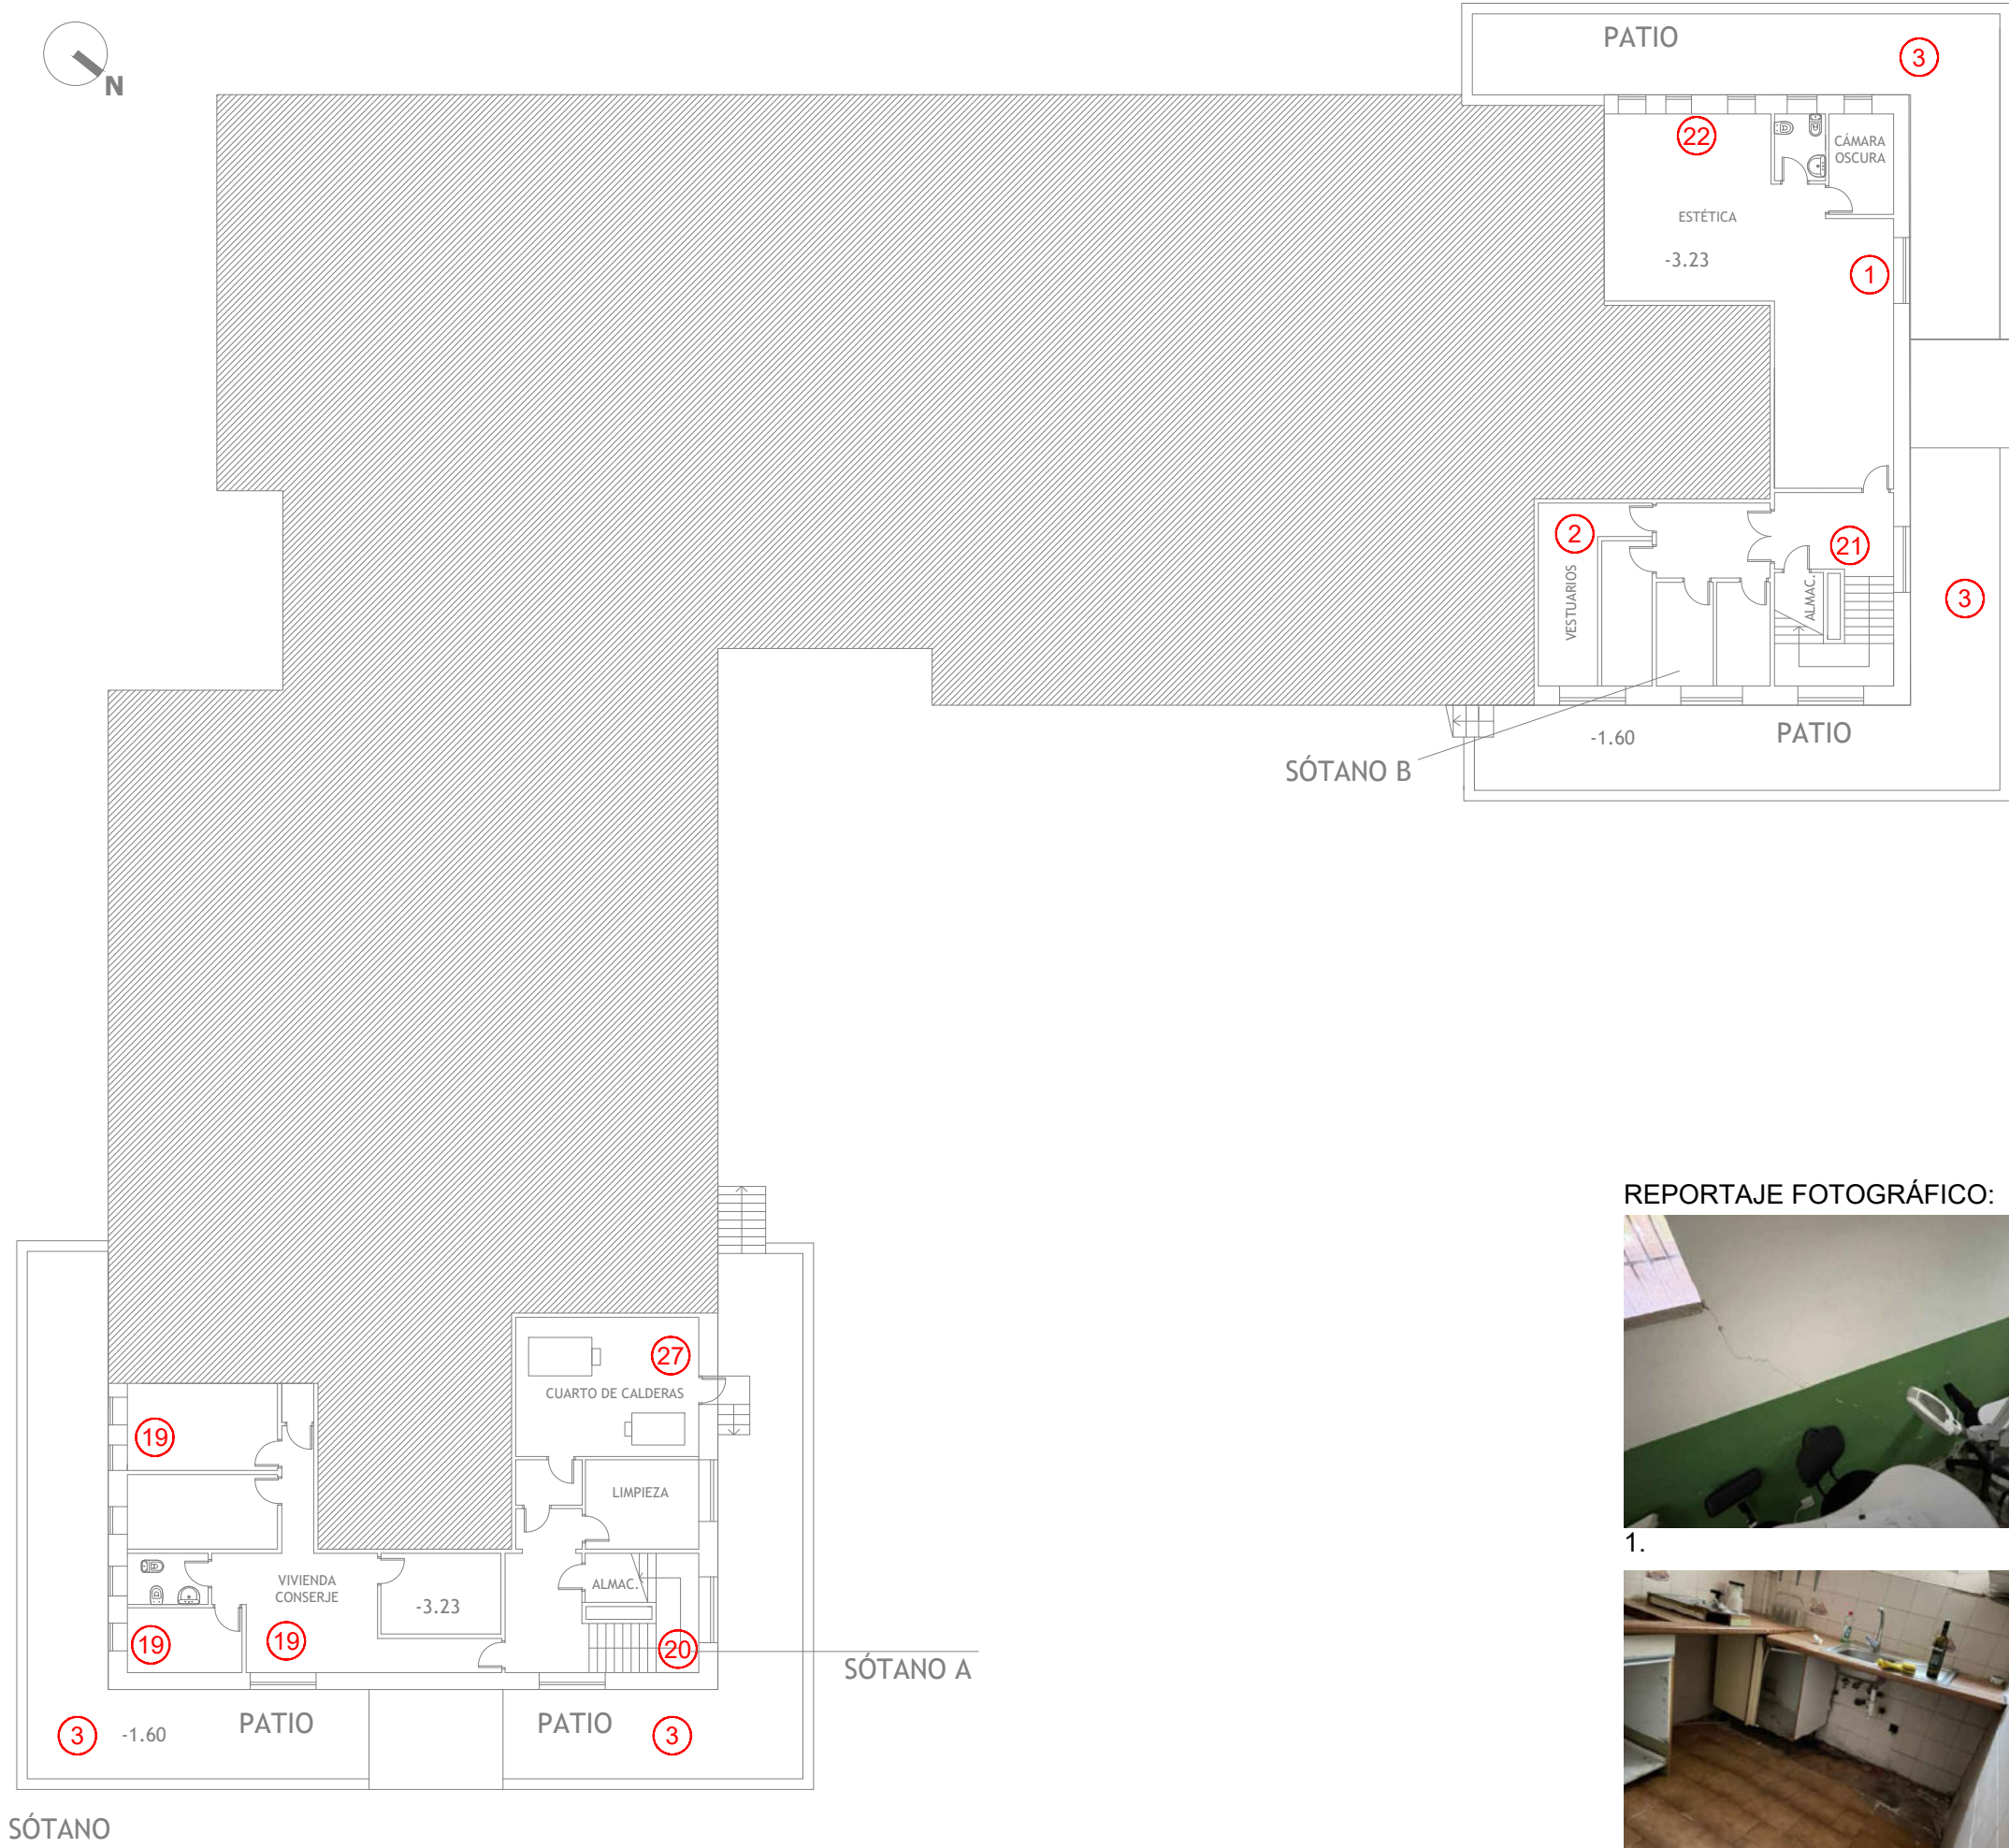 N
PATIO
3
22
CÁMARA
OSCURA
ESTÉTICA
-3.23
1
2
21
VESTUARIOS
ALMAC.
3
-1.60
PATIO
SÓTANO B
REPORTAJE FOTOGRÁFICO:
27
CUARTO DE CALDERAS
19
LIMPIEZA
1.
VIVIENDA
CONSERJE
ALMAC.
-3.23
19
19
20
SÓTANO A
3
-1.60
PATIO
PATIO
3
SÓTANO